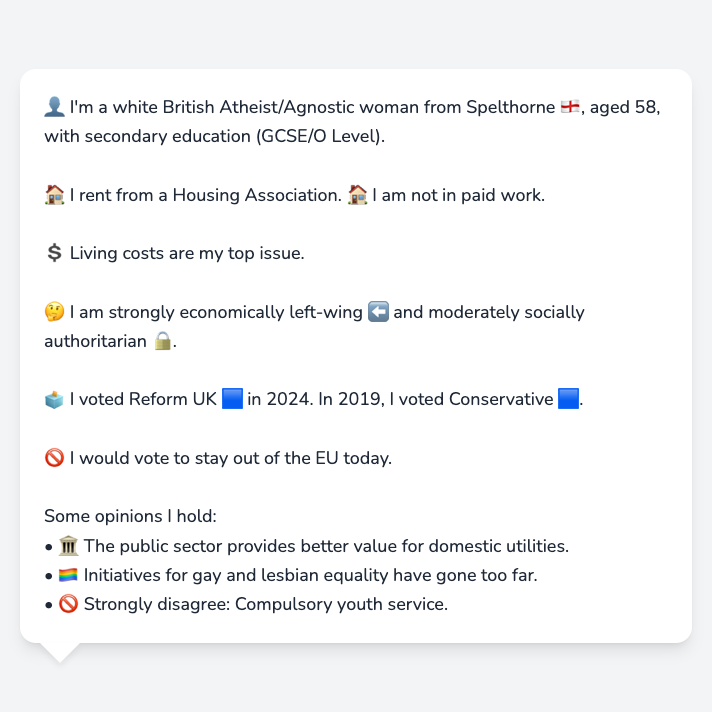 👤 I'm a white British Atheist/Agnostic woman from Spelthorne 🏴󠁧󠁢󠁥󠁮󠁧󠁿, aged 58,
with secondary education (GCSE/O Level).
🏠 I rent from a Housing Association. 🏠 I am not in paid work.
💲 Living costs are my top issue.
🤔 I am strongly economically left-wing ⬅️ and moderately socially
authoritarian 🔒.
🗳️ I voted Reform UK 🟦 in 2024. In 2019, I voted Conservative 🟦.
🚫 I would vote to stay out of the EU today.
Some opinions I hold:
• 🏛️ The public sector provides better value for domestic utilities.
• 🏳️‍🌈 Initiatives for gay and lesbian equality have gone too far.
• 🚫 Strongly disagree: Compulsory youth service.